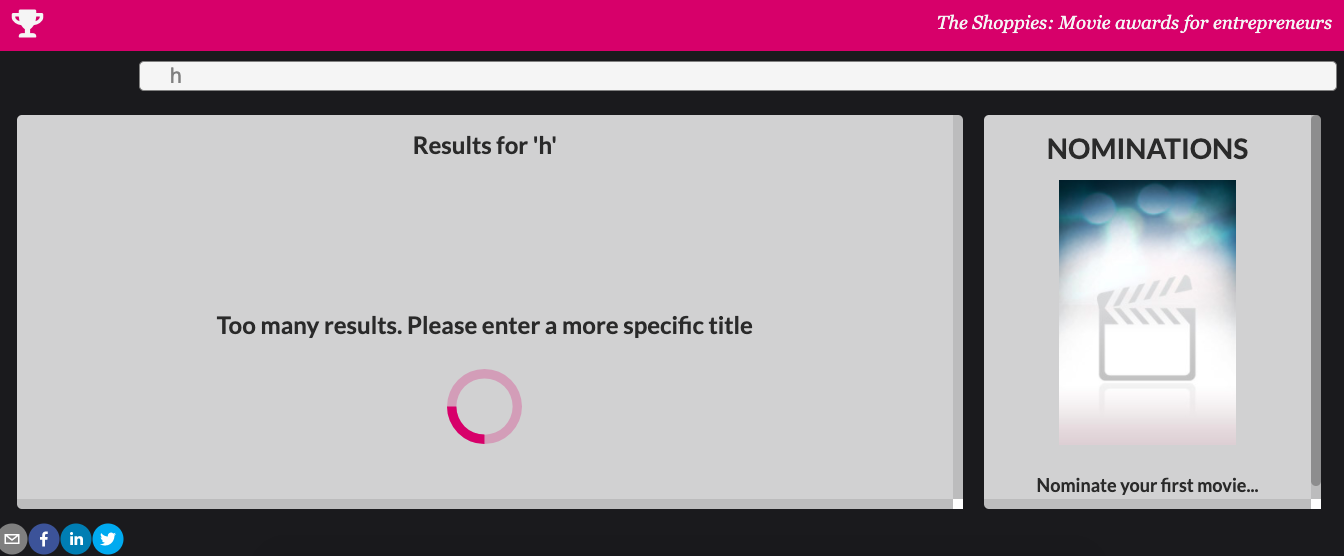 The Shoppies: Movie awards for entrepreneurs
h
Results for 'h'
Too many results. Please enter a more specific title
NOMINATIONS
Nominate your first movie...
f
in